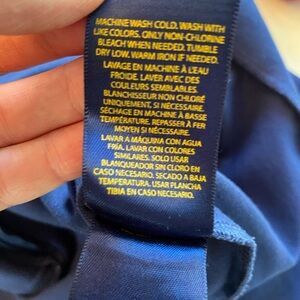 MACHINE WASH COLD. WASH WITH
LIKE COLORS. ONLY NON-CHLORINE
BLEACH WHEN NEEDED. TUMBLE
DRY LOW. WARM IRON IF NEEDED.
LAVAGE EN MACHINE À L'EAU
FROIDE. LAVER AVEC DES
COULEURS SEMBLABLES.
BLANCHISSEUR NON CHLORÉ
UNIQUEMENT, SI NÉCESSAIRE.
SÉCHAGE EN MACHINE À BASSE
TEMPÉRATURE. REPASSER À FER
MOYEN SI NÉCESSAIRE.
LAVAR A MÁQUINA CON AGUA
FRÍA. LAVAR CON COLORES
SIMILARES. SOLO USAR
BLANQUEADOR SIN CLORO EN
CASO NECESARIO. SECADO A BAJA
TEMPERATURA. USAR PLANCHA
TIBIA EN CASO NECESARIO.